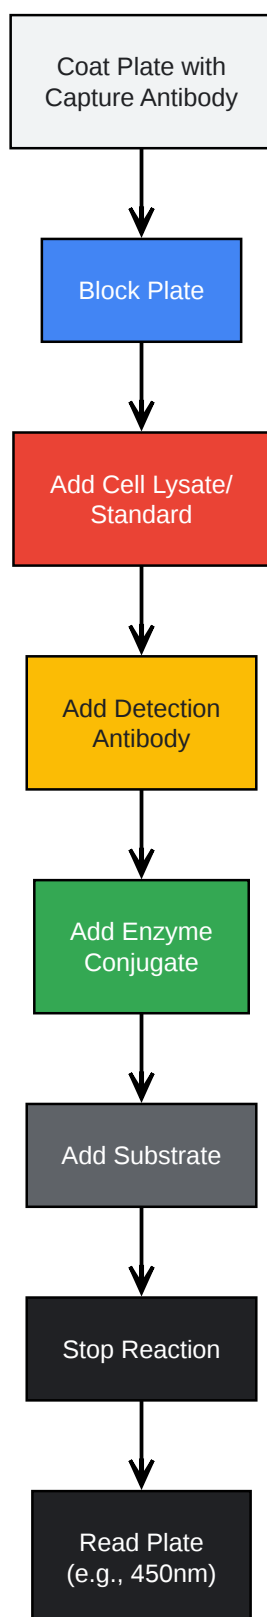 Coat Plate with
Capture Antibody
Block Plate
Add Cell Lysate/
Standard
Add Detection
Antibody
Add Enzyme
Conjugate
Add Substrate
Stop Reaction
Read Plate
(e.g., 450nm)